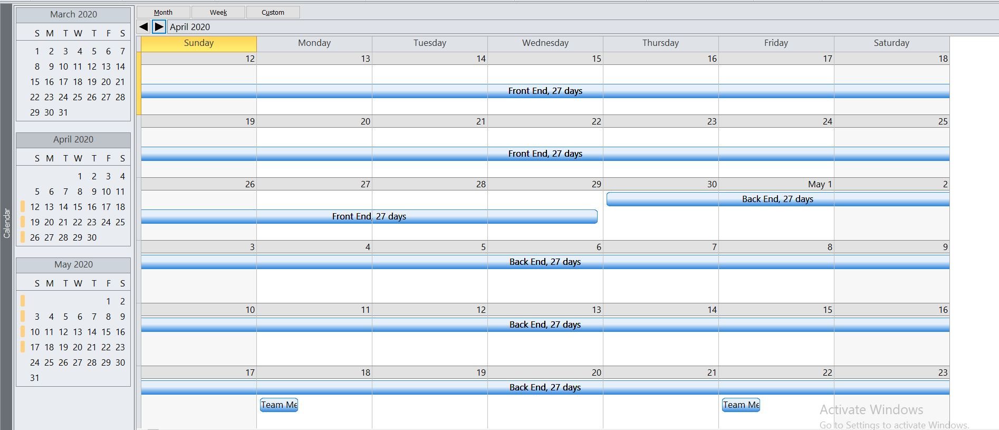 Calendar
March 2020
S M T W T F S
1 2 3 4 5 6 7
8 9 10 11 12 13 14
15 16 17 18 19 20 21
22 23 24 25 26 27 28
29 30 31
April 2020
S M T W T F S
1 2 3 4
5 6 7 8 9 10 11
12 13 14 15 16 17 18
19 20 21 22 23 24 25
26 27 28 29 30
May 2020
S M T W T F S
1 2
3 4 5 6 7 8 9
10 11 12 13 14 15 16
17 18 19 20 21 22 23
24 25 26 27 28 29 30
31
Month Week Custom
April 2020
Sunday Monday Tuesday Wednesday Thursday Friday Saturday
12 13 14 15 16 17 18
Front End, 27 days
19 20 21 22 23 24 25
Front End, 27 days
26 27 28 29 30 May 1 2
Back End, 27 days
Front End, 27 days
3 4 5 6 7 8 9
Back End, 27 days
10 11 12 13 14 15 16
Back End, 27 days
17 18 19 20 21 22 23
Back End, 27 days
Team Me Team Me
Activate Windows
Go to Settings to activate Windows.